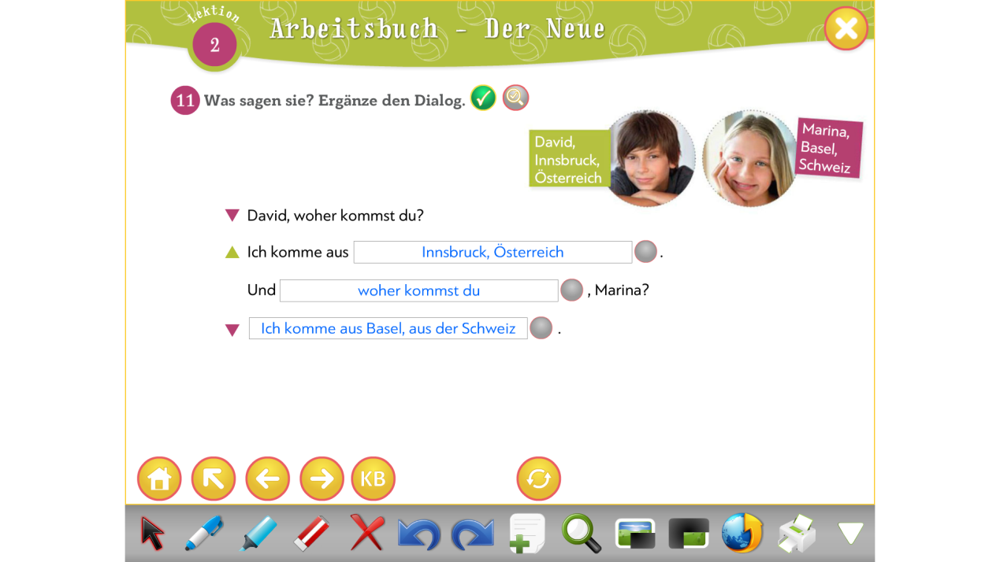 Lektion
2
Arbeitsbuch - Der Neue
11 Was sagen sie? Ergänze den Dialog.
David,
Innsbruck,
Österreich
Marina,
Basel,
Schweiz
David, woher kommst du?
Ich komme aus Innsbruck, Österreich .
Und woher kommst du , Marina?
Ich komme aus Basel, aus der Schweiz .
KB